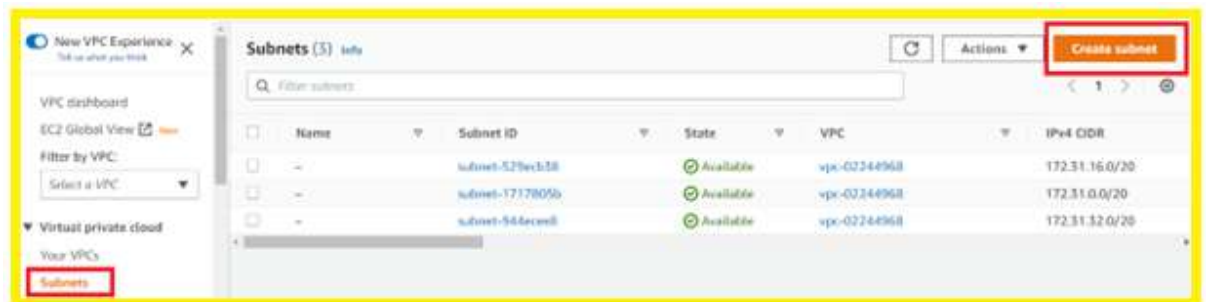 New VPC Experience
Tell us what you think
VPC dashboard
EC2 Global View New
Filter by VPC:
Select a VPC
Virtual private cloud
Your VPCs
Subnets
Subnets (3) Info
Actions
Create subnet
Filter subnets
1
Name Subnet ID State VPC IPv4 CIDR
– subnet-529ecb38 Available vpc-02244968 172.31.16.0/20
– subnet-1717805b Available vpc-02244968 172.31.0.0/20
– subnet-944ecee8 Available vpc-02244968 172.31.32.0/20